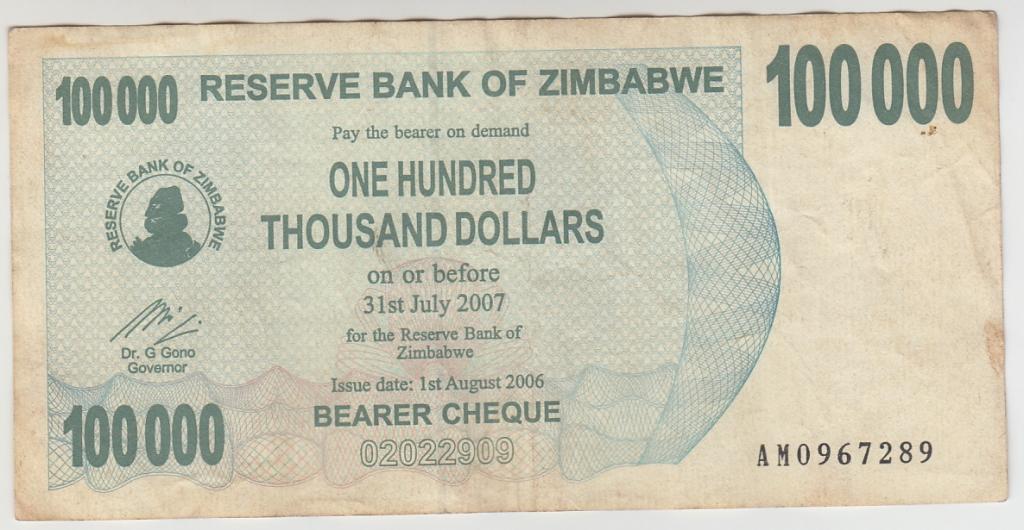 100 000
RESERVE BANK OF ZIMBABWE
100 000
Pay the bearer on demand
ONE HUNDRED
THOUSAND DOLLARS
RESERVE BANK OF ZIMBABWE
on or before
31st July 2007
for the Reserve Bank of
Zimbabwe
Dr. G Gono
Governor
Issue date: 1st August 2006
BEARER CHEQUE
100 000
02022909
AM0967289